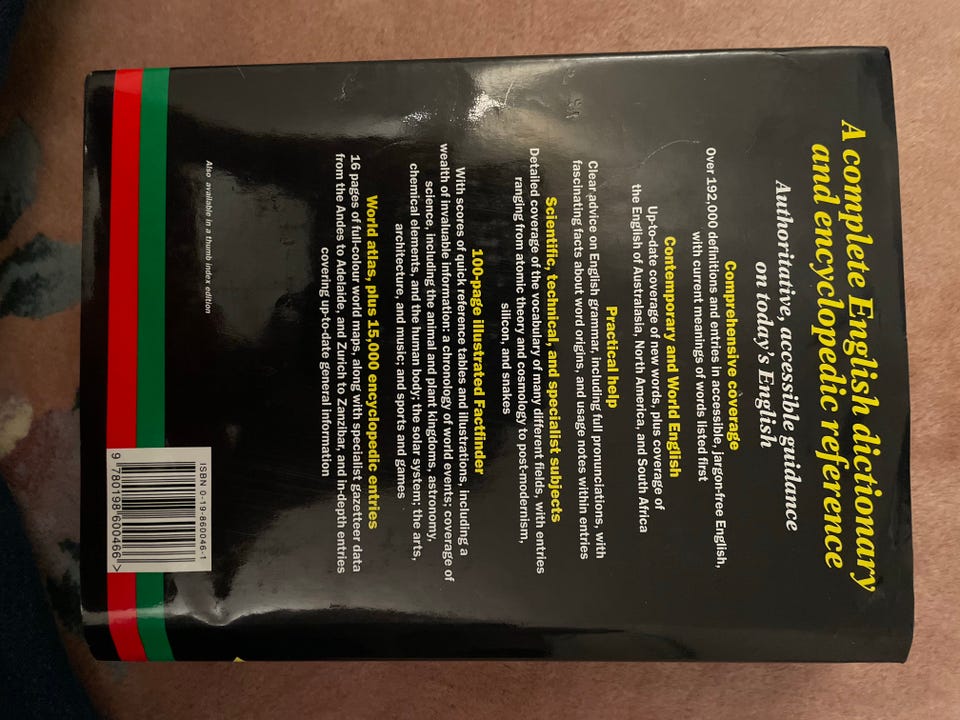 A complete English dictionary
and encyclopedic reference
Authoritative, accessible guidance
on today's English
Comprehensive coverage
Over 192,000 definitions and entries in accessible, jargon-free English,
with current meanings of words listed first
Contemporary and World English
Up-to-date coverage of new words, plus coverage of
the English of Australasia, North America, and South Africa
Practical help
Clear advice on English grammar, including full pronunciations, with
fascinating facts about word origins, and usage notes within entries
Scientific, technical, and specialist subjects
Detailed coverage of the vocabulary of many different fields, with entries
ranging from atomic theory and cosmology to post-modernism,
silicon, and snakes
100-page illustrated Factfinder
With scores of quick reference tables and illustrations, including a
wealth of invaluable information: a chronology of world events; coverage of
science, including the animal and plant kingdoms, astronomy,
chemical elements, and the human body; the solar system; the arts,
architecture, and music; and sports and games
World atlas, plus 15,000 encyclopedic entries
16 pages of full-colour world maps, along with specialist gazetteer data
from the Andes to Adelaide, and Zurich to Zanzibar, and in-depth entries
covering up-to-date general information
Also available in a thumb index edition
ISBN 0-19-860046-1
9 780198 600466 >